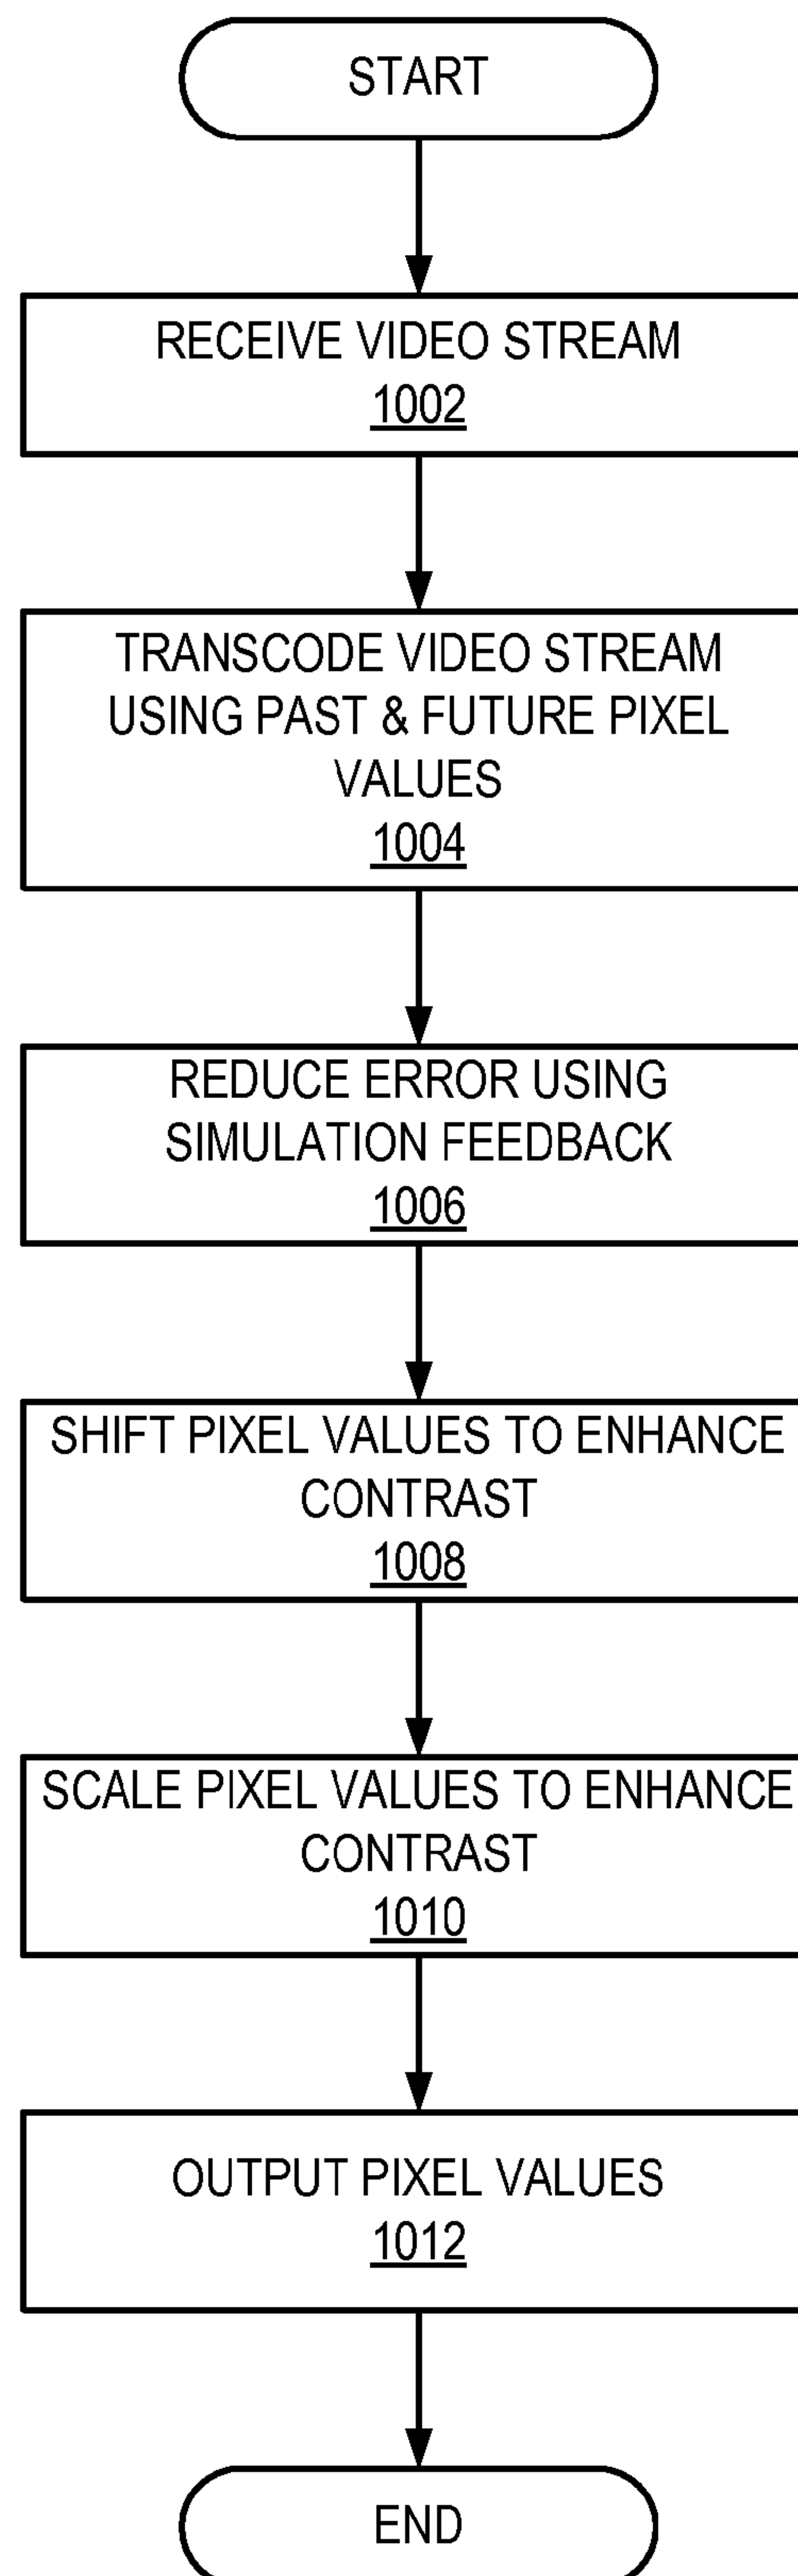 START
RECEIVE VIDEO STREAM
1002
TRANSCODE VIDEO STREAM
USING PAST & FUTURE PIXEL
VALUES
1004
REDUCE ERROR USING
SIMULATION FEEDBACK
1006
SHIFT PIXEL VALUES TO ENHANCE
CONTRAST
1008
SCALE PIXEL VALUES TO ENHANCE
CONTRAST
1010
OUTPUT PIXEL VALUES
1012
END